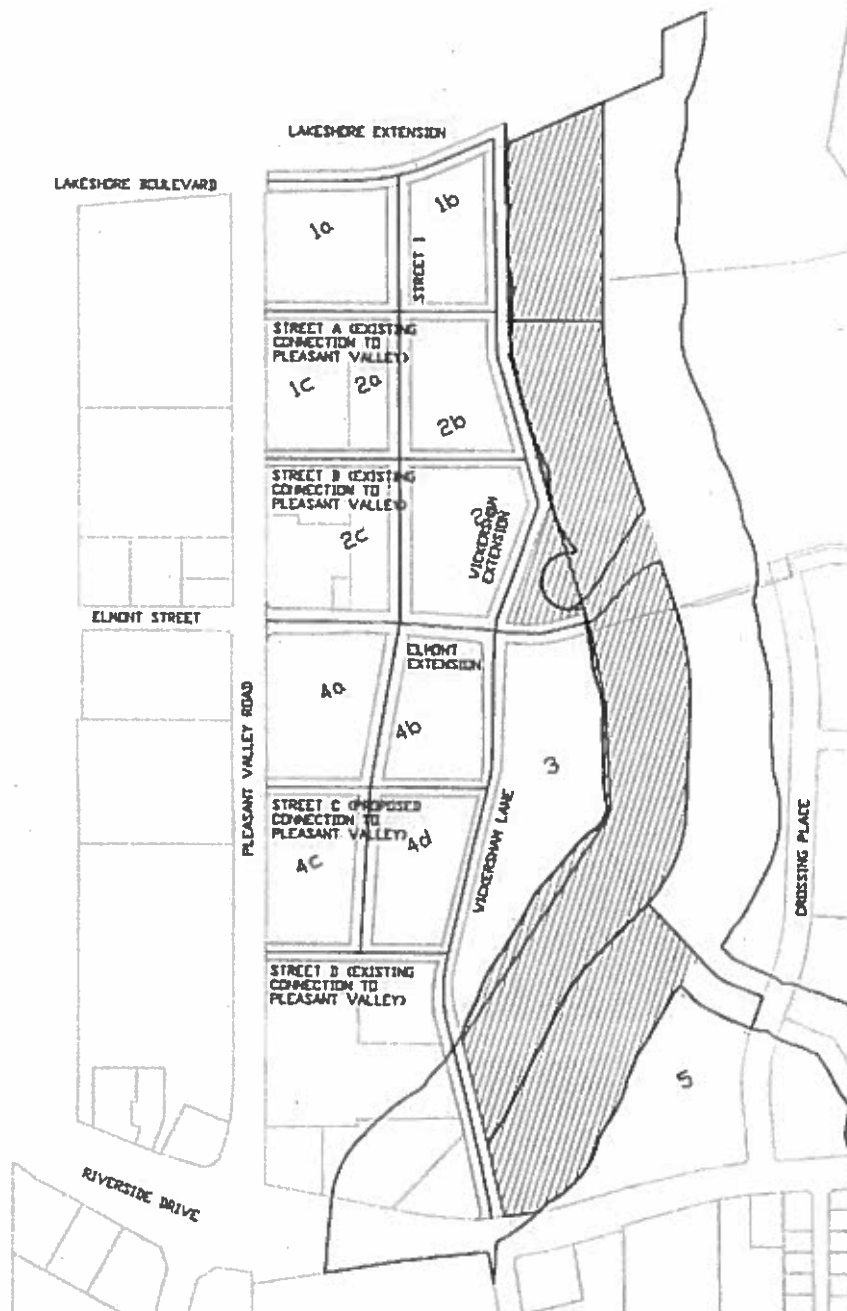 LAKESHORE EXTENSION
LAKESHORE BOULEVARD
1a
1b
STREET 1
STREET A (EXISTING
CONNECTION TO
PLEASANT VALLEY)
1c
2a
2b
STREET B (EXISTING
CONNECTION TO
PLEASANT VALLEY)
2c
VICKERSHAM
EXTENSION
ELMONT STREET
ELMONT
EXTENSION
PLEASANT VALLEY ROAD
4a
4b
3
STREET C (PROPOSED
CONNECTION TO
PLEASANT VALLEY)
4c
4d
VICKERSHAM LANE
CROSSING PLACE
STREET D (EXISTING
CONNECTION TO
PLEASANT VALLEY)
5
RIVERSIDE DRIVE